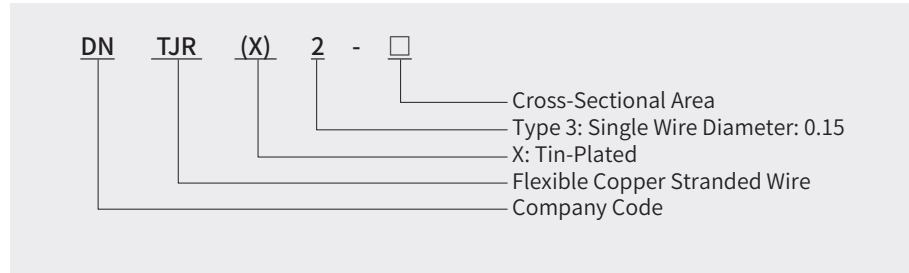 DN TJR (X) 2 - □
Cross-Sectional Area
Type 3: Single Wire Diameter: 0.15
X: Tin-Plated
Flexible Copper Stranded Wire
Company Code